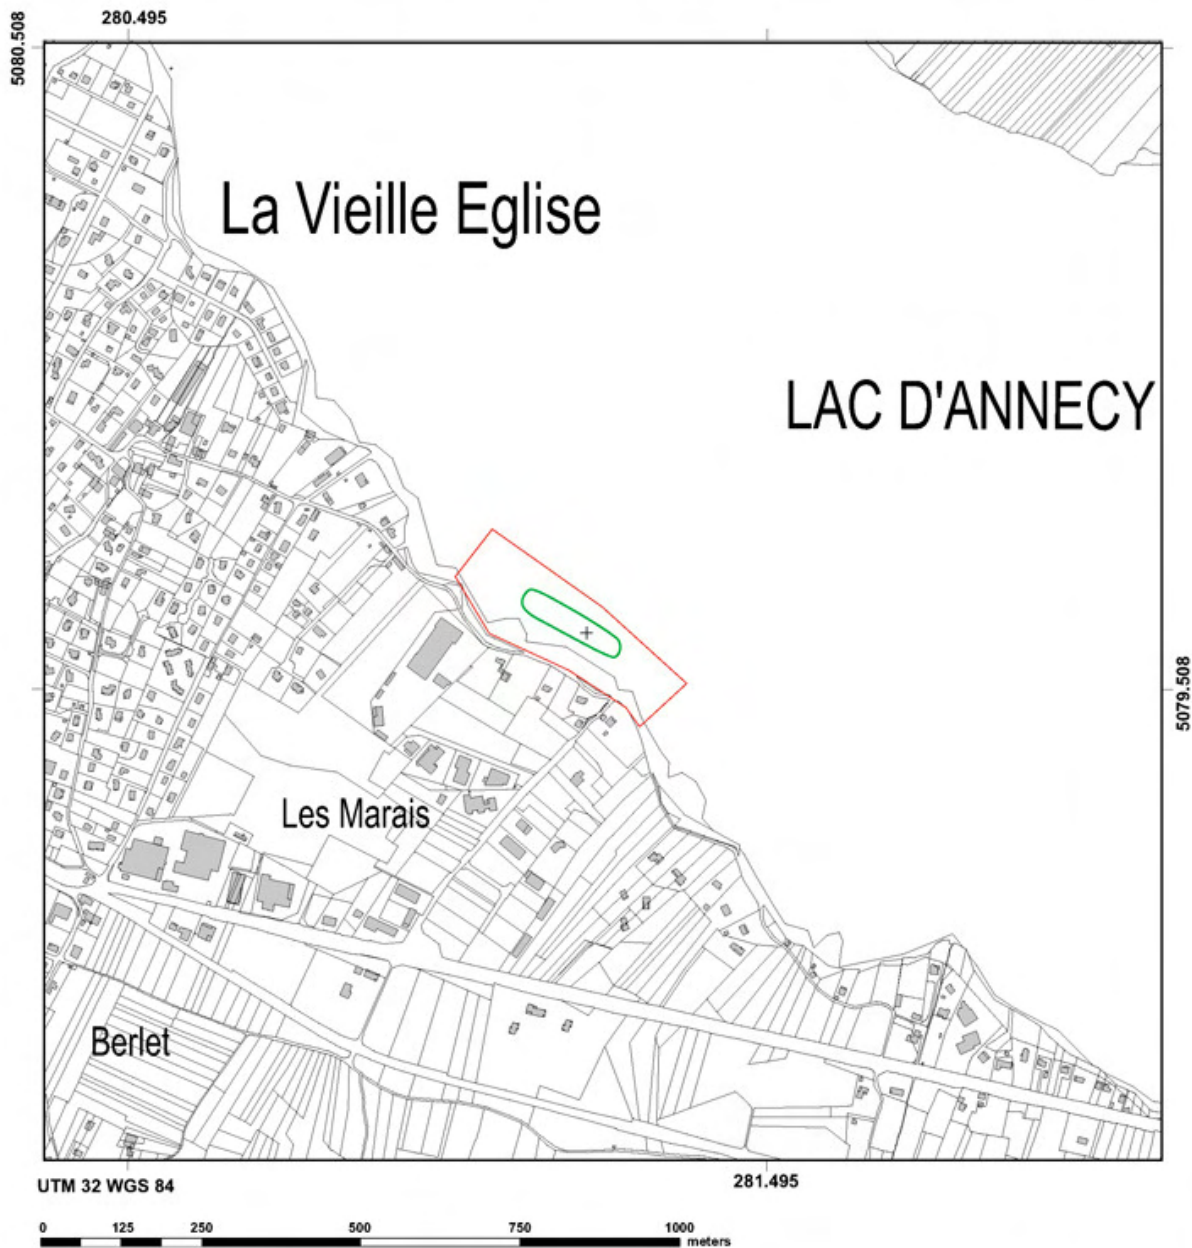 280.495
5080.508
La Vieille Eglise
LAC D'ANNECY
5079.508
Les Marais
Berlet
UTM 32 WGS 84
281.495
0 125 250 500 750 1000
meters